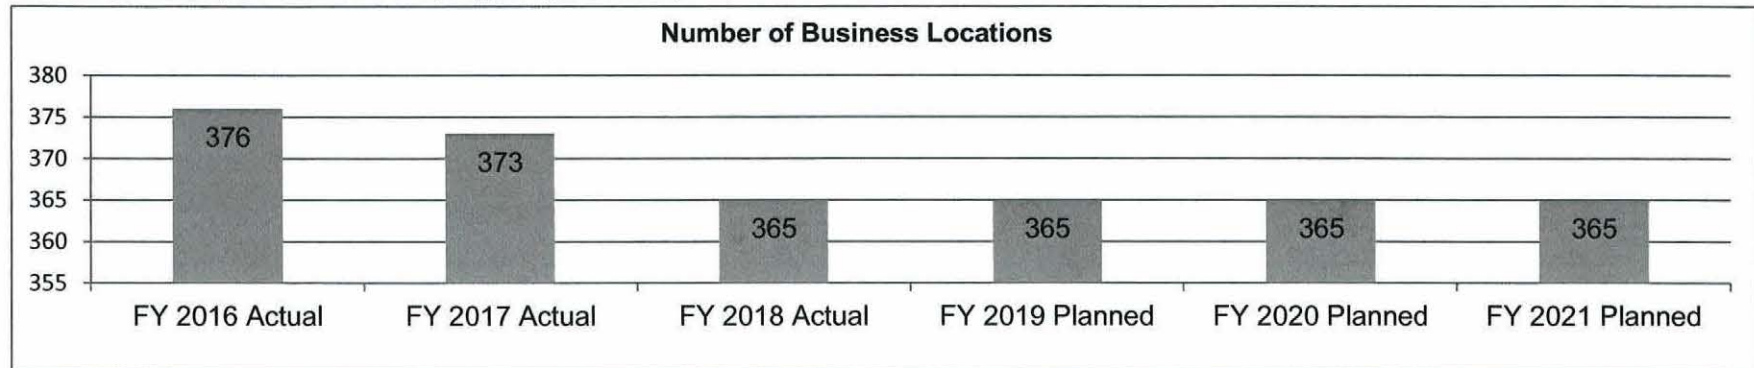 Number of Business Locations
380
375
370
365
360
355
376
373
365
365
365
365
FY 2016 Actual
FY 2017 Actual
FY 2018 Actual
FY 2019 Planned
FY 2020 Planned
FY 2021 Planned